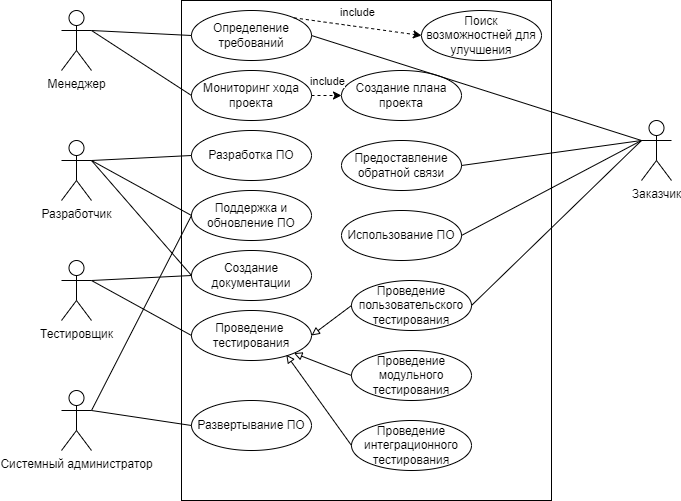 include
Определение
требований
Поиск
возможностей для
улучшения
Менеджер
Мониторинг хода
проекта
include
Создание плана
проекта
Разработка ПО
Предоставление
обратной связи
Заказчик
Разработчик
Поддержка и
обновление ПО
Использование ПО
Создание
документации
Тестировщик
Проведение
тестирования
Проведение
пользовательского
тестирования
Проведение
модульного
тестирования
Развертывание ПО
Проведение
интеграционного
тестирования
Системный администратор